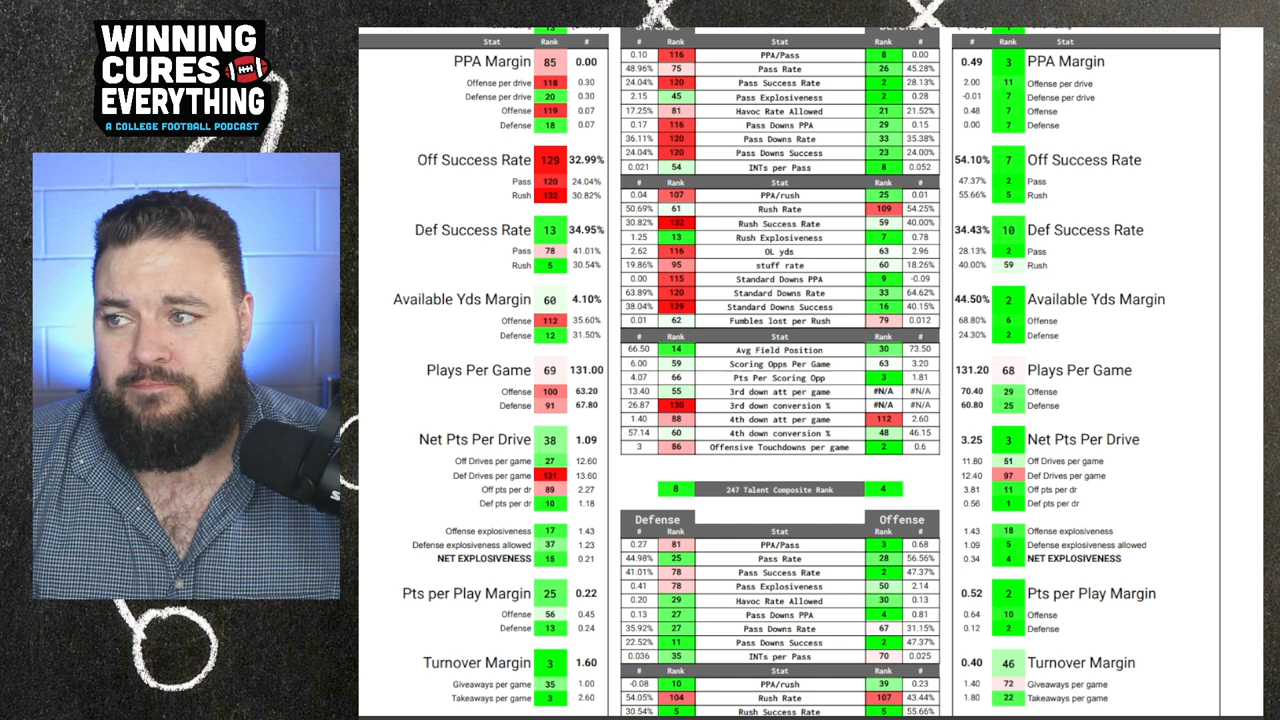 WINNING
CURES
EVERYTHING
A COLLEGE FOOTBALL PODCAST
Stat Rank #
PPA Margin 85 0.00
Offense per drive 118 0.30
Defense per drive 20 0.30
Offense 119 0.07
Defense 18 0.07
Off Success Rate 129 32.99%
Pass 120 24.04%
Rush 132 30.82%
Def Success Rate 13 34.95%
Pass 78 41.01%
Rush 5 30.54%
Available Yds Margin 60 4.10%
Offense 112 35.60%
Defense 12 31.50%
Plays Per Game 69 131.00
Offense 100 63.20
Defense 91 67.80
Net Pts Per Drive 38 1.09
Off Drives per game 27 12.60
Def Drives per game 131 13.60
Off pts per dr 89 2.27
Def pts per dr 10 1.18
Offense explosiveness 17 1.43
Defense explosiveness allowed 37 1.23
NET EXPLOSIVENESS 15 0.21
Pts per Play Margin 25 0.22
Offense 56 0.45
Defense 13 0.24
Turnover Margin 3 1.60
Giveaways per game 35 1.00
Takeaways per game 3 2.60
# Rank Stat Rank #
0.10 116 PPA/Pass 8 0.00
48.96% 75 Pass Rate 26 45.28%
24.04% 120 Pass Success Rate 2 28.13%
2.15 45 Pass Explosiveness 2 0.28
17.25% 81 Havoc Rate Allowed 21 21.52%
0.17 116 Pass Downs PPA 29 0.15
36.11% 120 Pass Downs Rate 33 35.38%
24.04% 120 Pass Downs Success 23 24.00%
0.021 54 INTs per Pass 8 0.052
# Rank Stat Rank #
0.04 107 PPA/rush 25 0.01
50.69% 61 Rush Rate 109 54.25%
30.82% 132 Rush Success Rate 59 40.00%
1.25 13 Rush Explosiveness 7 0.78
2.62 116 OL yds 63 2.96
19.86% 95 stuff rate 60 18.26%
0.00 115 Standard Downs PPA 9 -0.09
63.89% 120 Standard Downs Rate 33 64.62%
38.04% 129 Standard Downs Success 16 40.15%
0.01 62 Fumbles lost per Rush 79 0.012
# Rank Stat Rank #
66.50 14 Avg Field Position 30 73.50
6.00 59 Scoring Opps Per Game 63 3.20
4.07 66 Pts Per Scoring Opp 3 1.81
13.40 55 3rd down att per game #N/A #N/A
26.87 130 3rd down conversion % #N/A #N/A
1.40 88 4th down att per game 112 2.60
57.14 60 4th down conversion % 48 46.15
3 86 Offensive Touchdowns per game 2 0.6
8 247 Talent Composite Rank 4
Defense Offense
# Rank Stat Rank #
0.27 81 PPA/Pass 3 0.68
44.98% 25 Pass Rate 28 56.56%
41.01% 78 Pass Success Rate 2 47.37%
0.41 78 Pass Explosiveness 50 2.14
0.20 29 Havoc Rate Allowed 30 0.13
0.13 27 Pass Downs PPA 4 0.81
35.92% 27 Pass Downs Rate 67 31.15%
22.52% 11 Pass Downs Success 2 47.37%
0.036 35 INTs per Pass 70 0.025
# Rank Stat Rank #
-0.08 10 PPA/rush 39 0.23
54.05% 104 Rush Rate 107 43.44%
30.54% 5 Rush Success Rate 5 55.66%
# Rank Stat
0.49 3 PPA Margin
2.00 11 Offense per drive
-0.01 7 Defense per drive
0.48 7 Offense
0.00 7 Defense
54.10% 7 Off Success Rate
47.37% 2 Pass
55.66% 5 Rush
34.43% 10 Def Success Rate
28.13% 2 Pass
40.00% 59 Rush
44.50% 2 Available Yds Margin
68.80% 6 Offense
24.30% 2 Defense
131.20 68 Plays Per Game
70.40 29 Offense
60.80 25 Defense
3.25 3 Net Pts Per Drive
11.80 51 Off Drives per game
12.40 97 Def Drives per game
3.81 11 Off pts per dr
0.56 1 Def pts per dr
1.43 18 Offense explosiveness
1.09 5 Defense explosiveness allowed
0.34 4 NET EXPLOSIVENESS
0.52 2 Pts per Play Margin
0.64 10 Offense
0.12 2 Defense
0.40 46 Turnover Margin
1.40 72 Giveaways per game
1.80 22 Takeaways per game